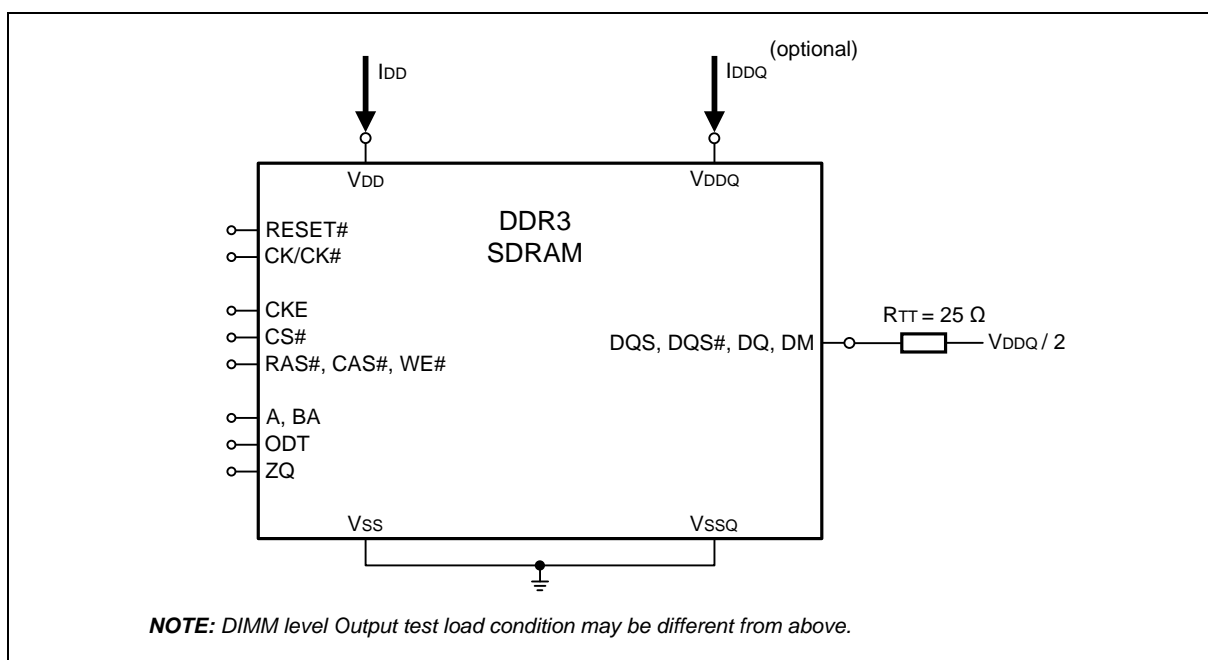 (optional)
IDD
IDDQ
VDD
VDDQ
DDR3
SDRAM
RESET#
CK/CK#
CKE
CS#
RAS#, CAS#, WE#
A, BA
ODT
ZQ
DQS, DQS#, DQ, DM
RTT = 25 Ω
VDDQ / 2
VSS
VSSQ
NOTE: DIMM level Output test load condition may be different from above.